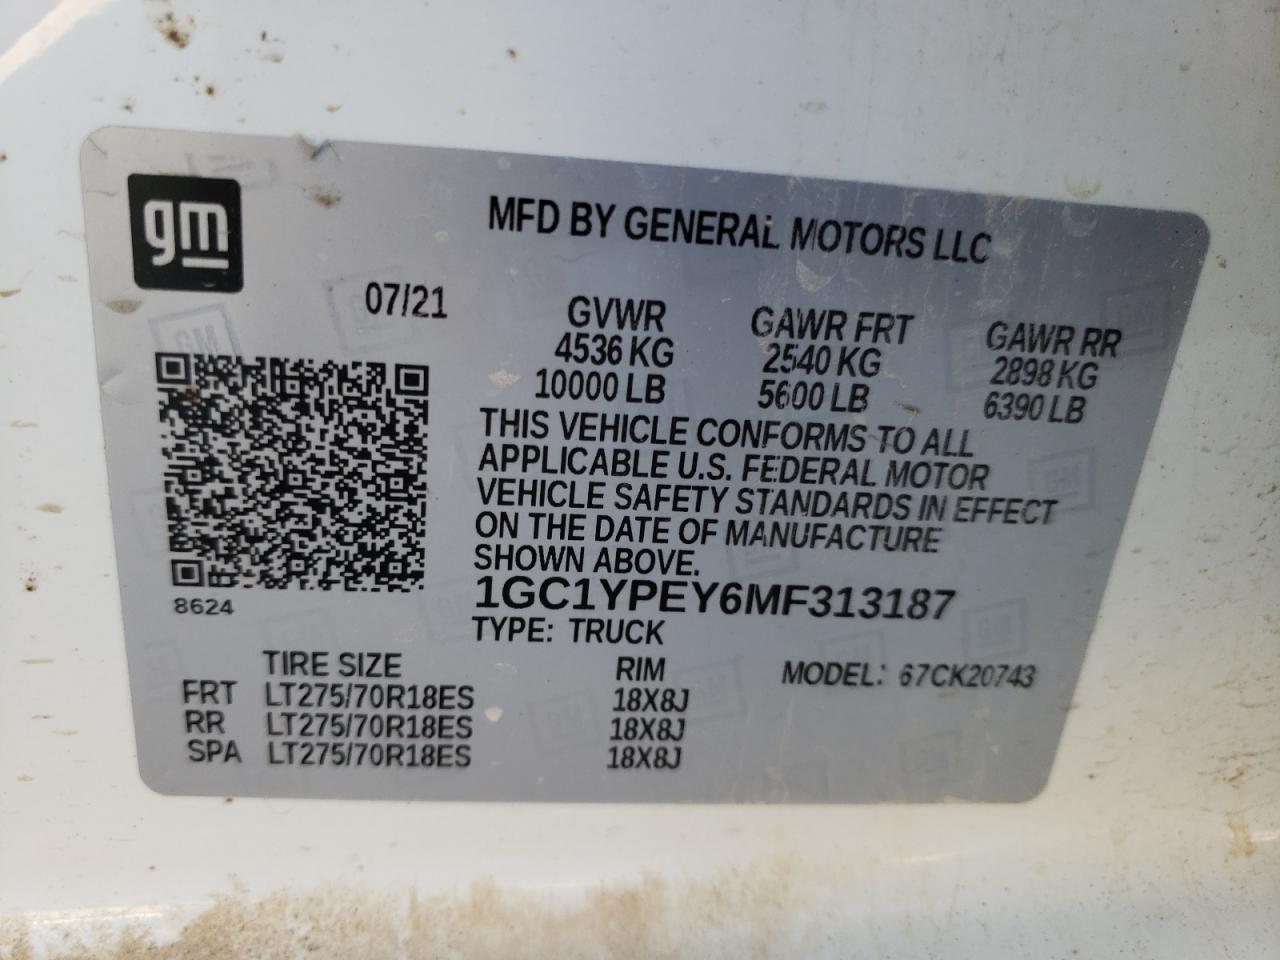 gm
MFD BY GENERAL MOTORS LLC
07/21
GVWR GAWR FRT GAWR RR
4536 KG 2540 KG 2898 KG
10000 LB 5600 LB 6390 LB
THIS VEHICLE CONFORMS TO ALL
APPLICABLE U.S. FEDERAL MOTOR
VEHICLE SAFETY STANDARDS IN EFFECT
ON THE DATE OF MANUFACTURE
SHOWN ABOVE.
1GC1YPEY6MF313187
TYPE: TRUCK
8624
TIRE SIZE RIM MODEL: 67CK20743
FRT LT275/70R18ES 18X8J
RR LT275/70R18ES 18X8J
SPA LT275/70R18ES 18X8J